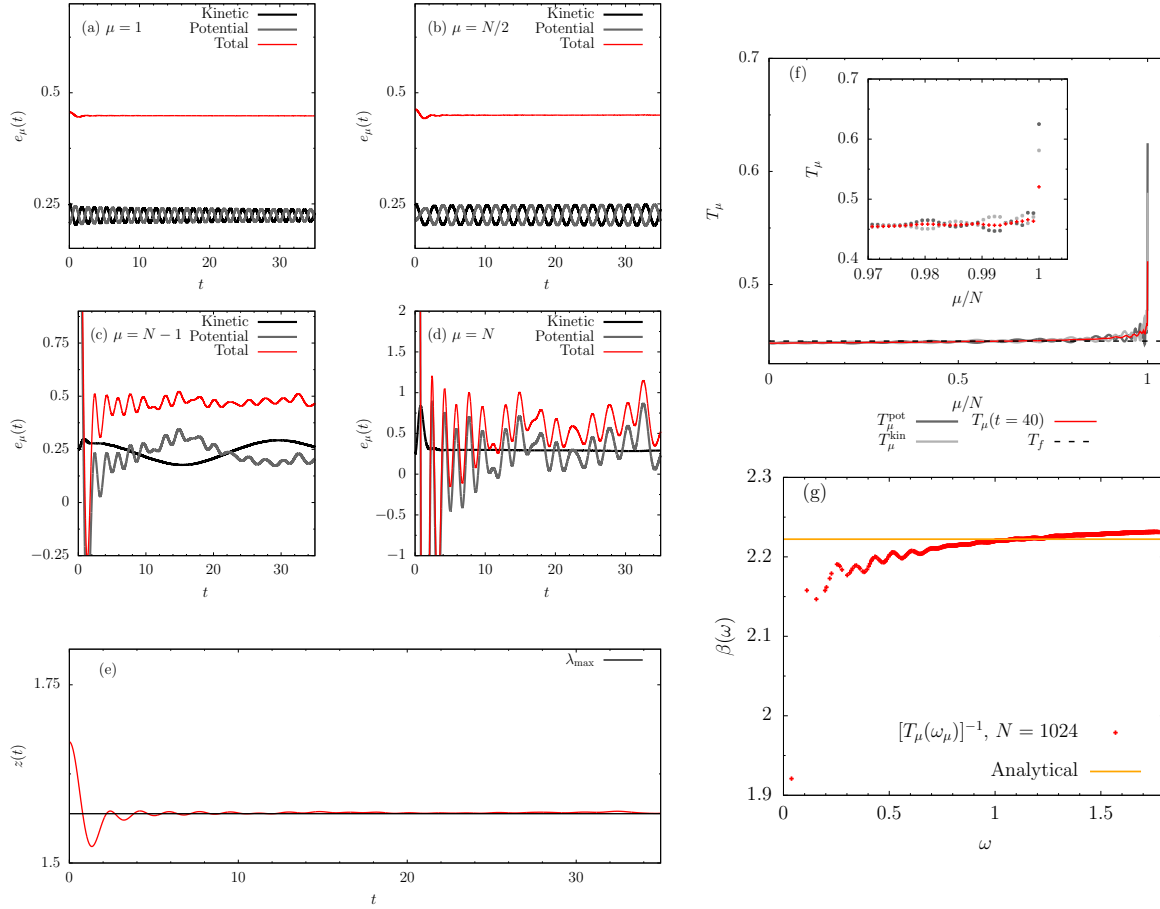 (a) μ = 1
Kinetic
Potential
Total
0.5
0.25
e_μ(t)
0 10 20 30
t
(b) μ = N/2
Kinetic
Potential
Total
0.5
0.25
e_μ(t)
0 10 20 30
t
(c) μ = N − 1
Kinetic
Potential
Total
0.75
0.5
0.25
0
−0.25
e_μ(t)
0 10 20 30
t
(d) μ = N
Kinetic
Potential
Total
2
1.5
1
0.5
0
−0.5
−1
e_μ(t)
0 10 20 30
t
(e)
λ_max
1.75
1.5
z(t)
0 10 20 30
t
(f)
0.7
0.6
0.5
T_μ
0 0.5 1
μ/N
0.7
0.6
0.5
0.4
T_μ
0.97 0.98 0.99 1
μ/N
T_μ^pot
T_μ^kin
T_μ(t = 40)
T_f
(g)
2.3
2.2
2.1
2
1.9
β(ω)
[T_μ(ω_μ)]^−1, N = 1024
Analytical
0 0.5 1 1.5
ω